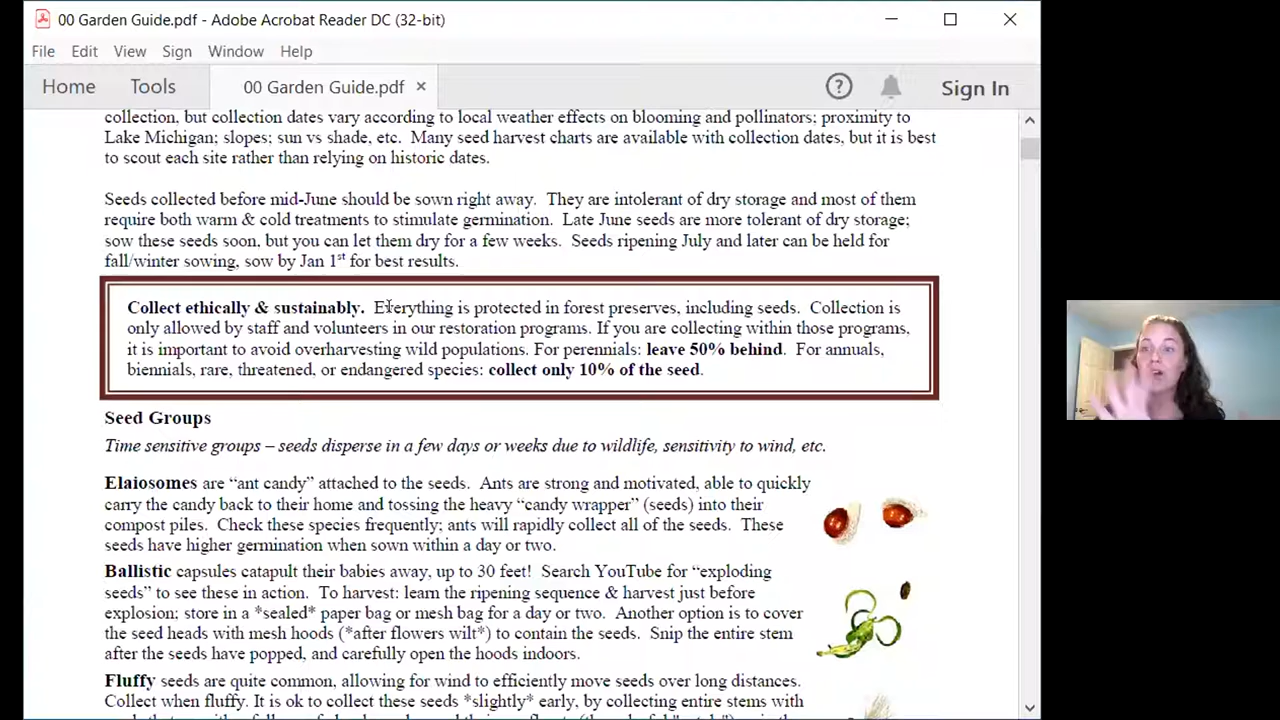 00 Garden Guide.pdf - Adobe Acrobat Reader DC (32-bit)
File Edit View Sign Window Help
Home Tools 00 Garden Guide.pdf × ? Sign In
collection, but collection dates vary according to local weather effects on blooming and pollinators; proximity to
Lake Michigan; slopes; sun vs shade, etc. Many seed harvest charts are available with collection dates, but it is best
to scout each site rather than relying on historic dates.
Seeds collected before mid-June should be sown right away. They are intolerant of dry storage and most of them
require both warm & cold treatments to stimulate germination. Late June seeds are more tolerant of dry storage;
sow these seeds soon, but you can let them dry for a few weeks. Seeds ripening July and later can be held for
fall/winter sowing, sow by Jan 1st for best results.
Collect ethically & sustainably. Everything is protected in forest preserves, including seeds. Collection is
only allowed by staff and volunteers in our restoration programs. If you are collecting within those programs,
it is important to avoid overharvesting wild populations. For perennials: leave 50% behind. For annuals,
biennials, rare, threatened, or endangered species: collect only 10% of the seed.
Seed Groups
Time sensitive groups – seeds disperse in a few days or weeks due to wildlife, sensitivity to wind, etc.
Elaiosomes are “ant candy” attached to the seeds. Ants are strong and motivated, able to quickly
carry the candy back to their home and tossing the heavy “candy wrapper” (seeds) into their
compost piles. Check these species frequently; ants will rapidly collect all of the seeds. These
seeds have higher germination when sown within a day or two.
Ballistic capsules catapult their babies away, up to 30 feet! Search YouTube for “exploding
seeds” to see these in action. To harvest: learn the ripening sequence & harvest just before
explosion; store in a *sealed* paper bag or mesh bag for a day or two. Another option is to cover
the seed heads with mesh hoods (*after flowers wilt*) to contain the seeds. Snip the entire stem
after the seeds have popped, and carefully open the hoods indoors.
Fluffy seeds are quite common, allowing for wind to efficiently move seeds over long distances.
Collect when fluffy. It is ok to collect these seeds *slightly* early, by collecting entire stems with